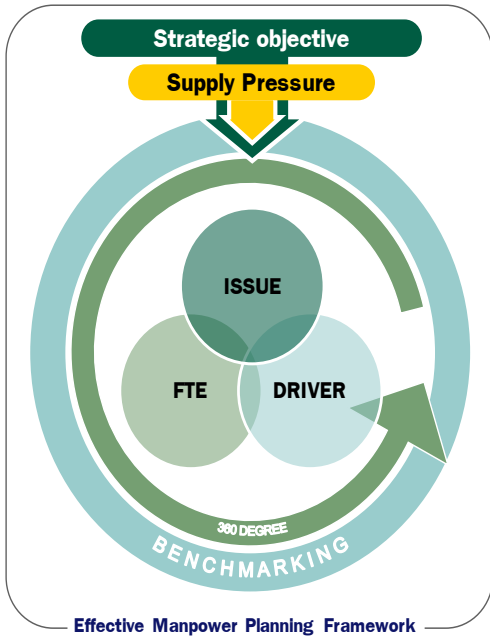 Strategic objective
Supply Pressure
ISSUE
FTE
DRIVER
360 DEGREE
BENCHMARKING
Effective Manpower Planning Framework